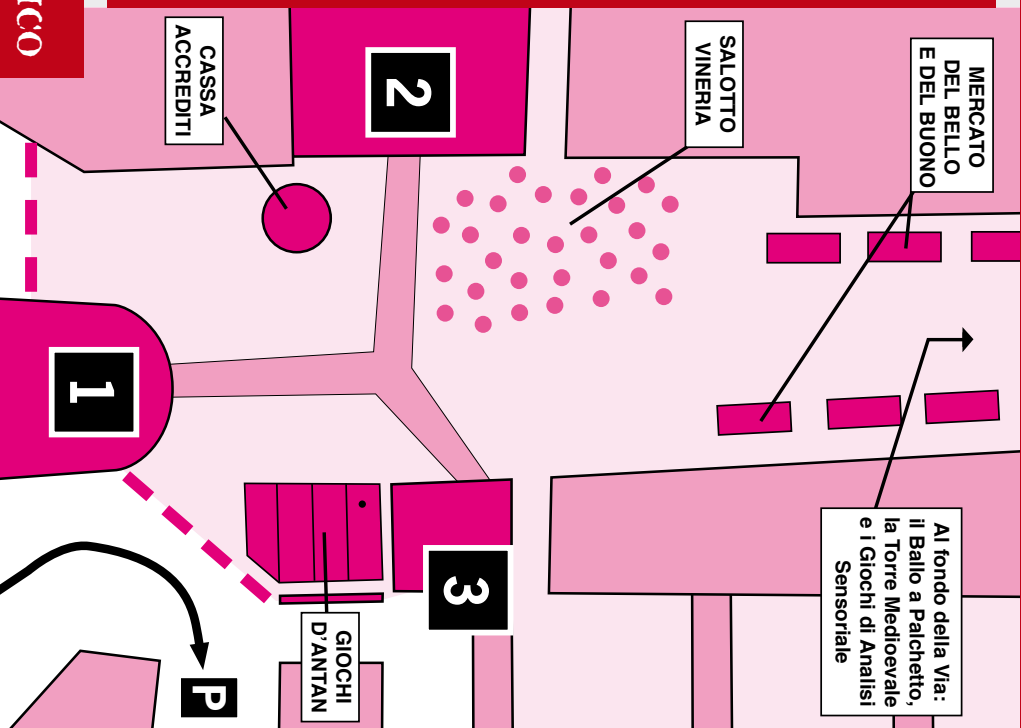 ICO
CASSA
ACCREDITI
2
SALOTTO
VINERIA
MERCATO
DEL BELLO
E DEL BUONO
1
3
GIOCHI
D'ANTAN
P
Al fondo della Via:
il Ballo a Palchetto,
la Torre Medioevale
e i Giochi di Analisi
Sensoriale